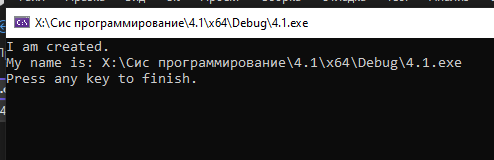 X:\Сис программирование\4.1\x64\Debug\4.1.exe
I am created.
My name is: X:\Сис программирование\4.1\x64\Debug\4.1.exe
Press any key to finish.